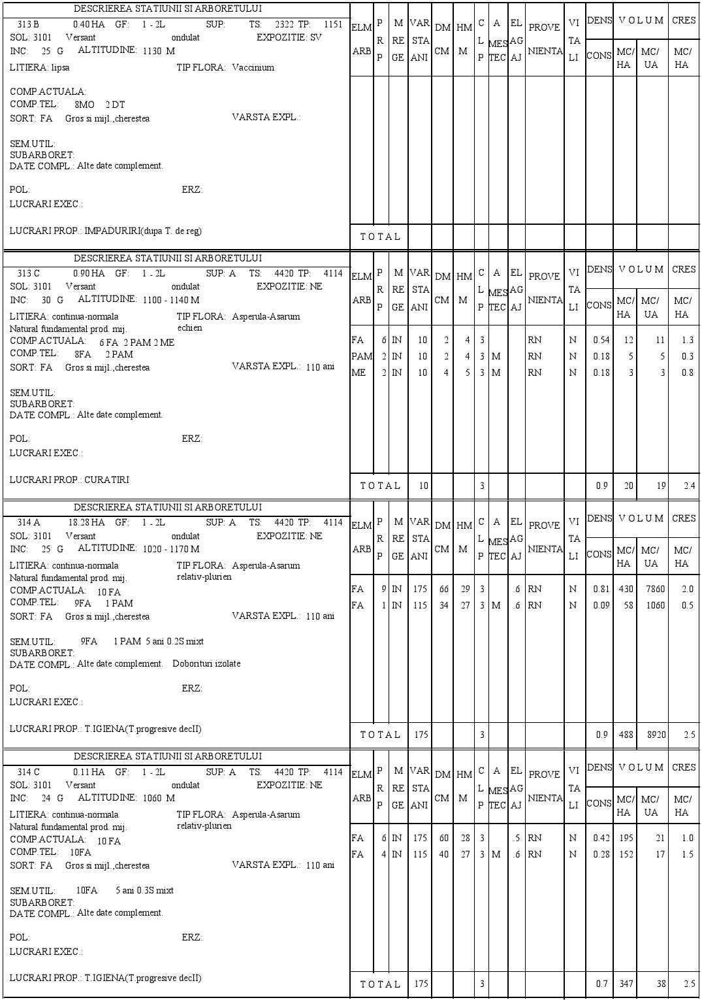 DESCRIEREA STATIUNII SI ARBORETULUI
313 B 0.40 HA GF: 1 - 2L SUP: TS: 2322 TP: 1151
SOL: 3101 Versant ondulat EXPOZITIE: SV
INC: 25 G ALTITUDINE: 1130 M
LITIERA: lipsa TIP FLORA: Vaccinium
COMP.ACTUALA:
COMP.TEL: 8MO 2 DT
SORT: FA Gros si mijl.,cherestea VARSTA EXPL.:
SEM.UTIL:
SUBARBORET:
DATE COMPL.: Alte date complement.
POL: ERZ:
LUCRARI EXEC.:
LUCRARI PROP.: IMPADURIRI(dupa T. de reg)
ELM P M VAR DM HM C A EL PROVE VI DENS V O L U M CRES
ARB R RE STA CM M L MES AG NIENTA TA CONS MC/ MC/ MC/
P GE ANI P TEC AJ LI HA UA HA
T O T A L
DESCRIEREA STATIUNII SI ARBORETULUI
313 C 0.90 HA GF: 1 - 2L SUP: A TS: 4420 TP: 4114
SOL: 3101 Versant ondulat EXPOZITIE: NE
INC: 30 G ALTITUDINE: 1100 - 1140 M
LITIERA: continua-normala TIP FLORA: Asperula-Asarum
Natural fundamental prod. mij. echien
COMP.ACTUALA: 6 FA 2 PAM 2 ME
COMP.TEL: 8FA 2 PAM
SORT: FA Gros si mijl.,cherestea VARSTA EXPL.: 110 ani
SEM.UTIL:
SUBARBORET:
DATE COMPL.: Alte date complement.
POL: ERZ:
LUCRARI EXEC.:
LUCRARI PROP.: CURATIRI
ELM P M VAR DM HM C A EL PROVE VI DENS V O L U M CRES
ARB R RE STA CM M L MES AG NIENTA TA CONS MC/ MC/ MC/
P GE ANI P TEC AJ LI HA UA HA
FA 6 IN 10 2 4 3 RN N 0.54 12 11 1.3
PAM 2 IN 10 2 4 3 M RN N 0.18 5 5 0.3
ME 2 IN 10 4 5 3 M RN N 0.18 3 3 0.8
T O T A L 10 3 0.9 20 19 2.4
DESCRIEREA STATIUNII SI ARBORETULUI
314 A 18.28 HA GF: 1 - 2L SUP: A TS: 4420 TP: 4114
SOL: 3101 Versant ondulat EXPOZITIE: NE
INC: 25 G ALTITUDINE: 1020 - 1170 M
LITIERA: continua-normala TIP FLORA: Asperula-Asarum
Natural fundamental prod. mij. relativ-plurien
COMP.ACTUALA: 10 FA
COMP.TEL: 9FA 1 PAM
SORT: FA Gros si mijl.,cherestea VARSTA EXPL.: 110 ani
SEM.UTIL: 9FA 1 PAM 5 ani 0.2S mixt
SUBARBORET:
DATE COMPL.: Alte date complement. Doborituri izolate
POL: ERZ:
LUCRARI EXEC.:
LUCRARI PROP.: T.IGIENA(T.progresive decII)
ELM P M VAR DM HM C A EL PROVE VI DENS V O L U M CRES
ARB R RE STA CM M L MES AG NIENTA TA CONS MC/ MC/ MC/
P GE ANI P TEC AJ LI HA UA HA
FA 9 IN 175 66 29 3 .6 RN N 0.81 430 7860 2.0
FA 1 IN 115 34 27 3 M .6 RN N 0.09 58 1060 0.5
T O T A L 175 3 0.9 488 8920 2.5
DESCRIEREA STATIUNII SI ARBORETULUI
314 C 0.11 HA GF: 1 - 2L SUP: A TS: 4420 TP: 4114
SOL: 3101 Versant ondulat EXPOZITIE: NE
INC: 24 G ALTITUDINE: 1060 M
LITIERA: continua-normala TIP FLORA: Asperula-Asarum
Natural fundamental prod. mij. relativ-plurien
COMP.ACTUALA: 10 FA
COMP.TEL: 10FA
SORT: FA Gros si mijl.,cherestea VARSTA EXPL.: 110 ani
SEM.UTIL: 10FA 5 ani 0.3S mixt
SUBARBORET:
DATE COMPL.: Alte date complement.
POL: ERZ:
LUCRARI EXEC.:
LUCRARI PROP.: T.IGIENA(T.progresive decII)
ELM P M VAR DM HM C A EL PROVE VI DENS V O L U M CRES
ARB R RE STA CM M L MES AG NIENTA TA CONS MC/ MC/ MC/
P GE ANI P TEC AJ LI HA UA HA
FA 6 IN 175 60 28 3 .5 RN N 0.42 195 21 1.0
FA 4 IN 115 40 27 3 M .6 RN N 0.28 152 17 1.5
T O T A L 175 3 0.7 347 38 2.5